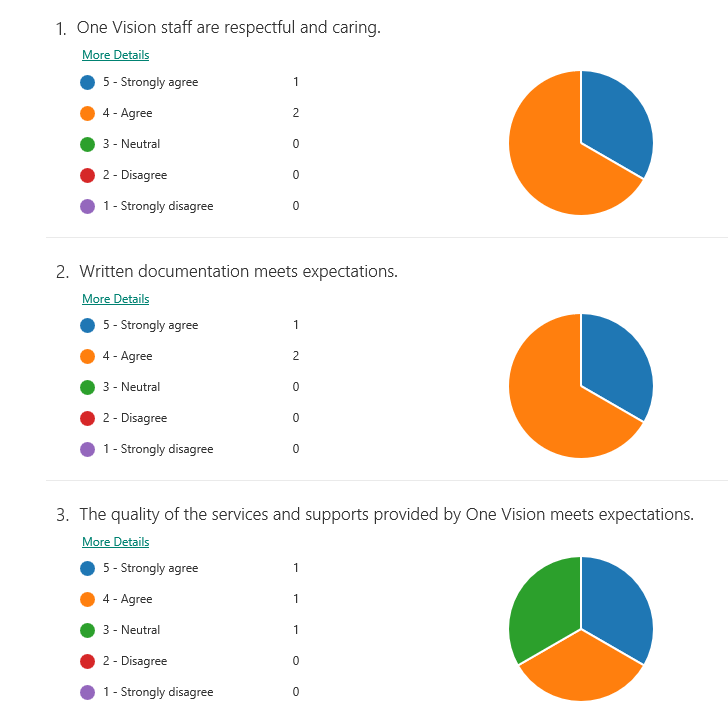 1. One Vision staff are respectful and caring.
More Details
5 - Strongly agree 1
4 - Agree 2
3 - Neutral 0
2 - Disagree 0
1 - Strongly disagree 0
2. Written documentation meets expectations.
More Details
5 - Strongly agree 1
4 - Agree 2
3 - Neutral 0
2 - Disagree 0
1 - Strongly disagree 0
3. The quality of the services and supports provided by One Vision meets expectations.
More Details
5 - Strongly agree 1
4 - Agree 1
3 - Neutral 1
2 - Disagree 0
1 - Strongly disagree 0